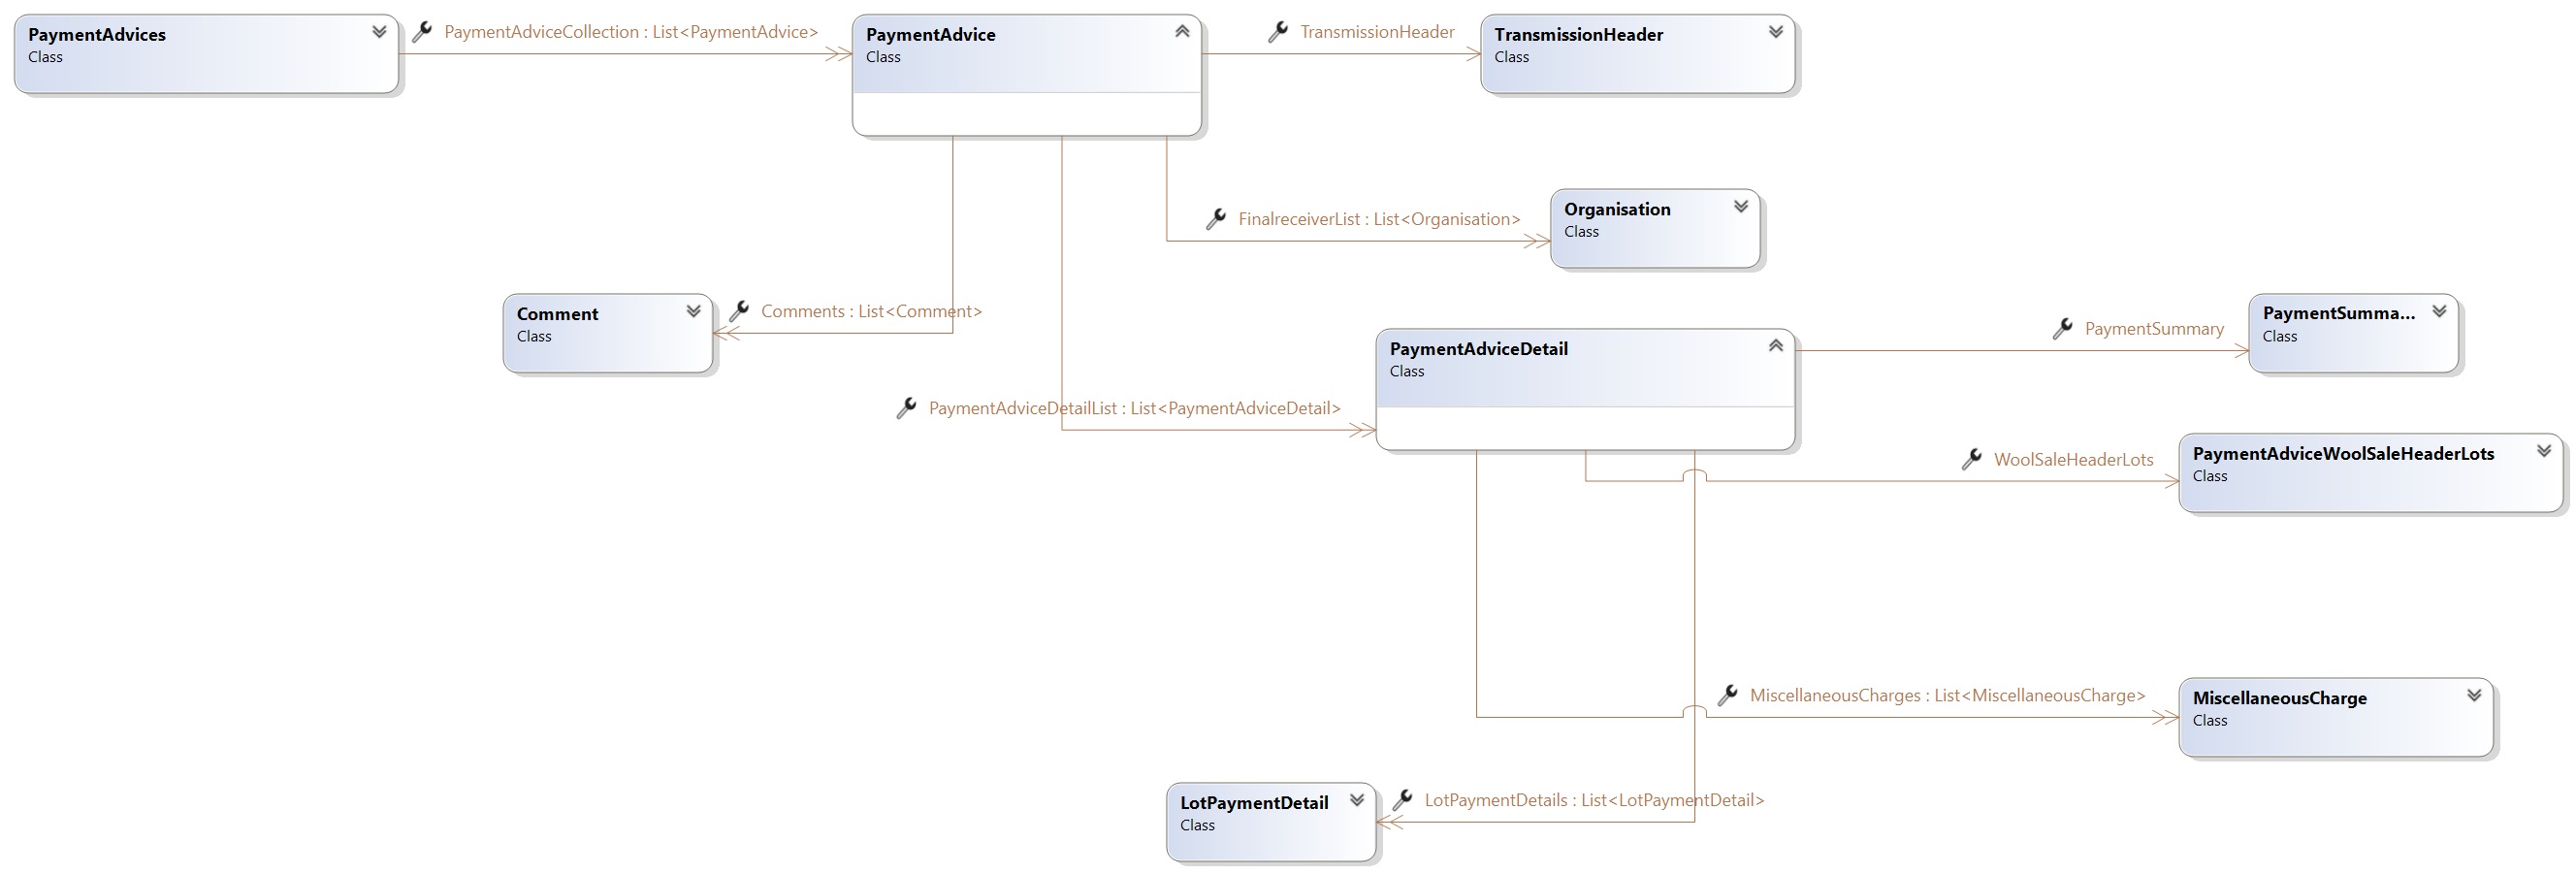 PaymentAdvices
Class
PaymentAdviceCollection : List<PaymentAdvice>
PaymentAdvice
Class
TransmissionHeader
TransmissionHeader
Class
FinalreceiverList : List<Organisation>
Organisation
Class
Comment
Class
Comments : List<Comment>
PaymentAdviceDetailList : List<PaymentAdviceDetail>
PaymentAdviceDetail
Class
PaymentSummary
PaymentSumma...
Class
WoolSaleHeaderLots
PaymentAdviceWoolSaleHeaderLots
Class
MiscellaneousCharges : List<MiscellaneousCharge>
MiscellaneousCharge
Class
LotPaymentDetail
Class
LotPaymentDetails : List<LotPaymentDetail>